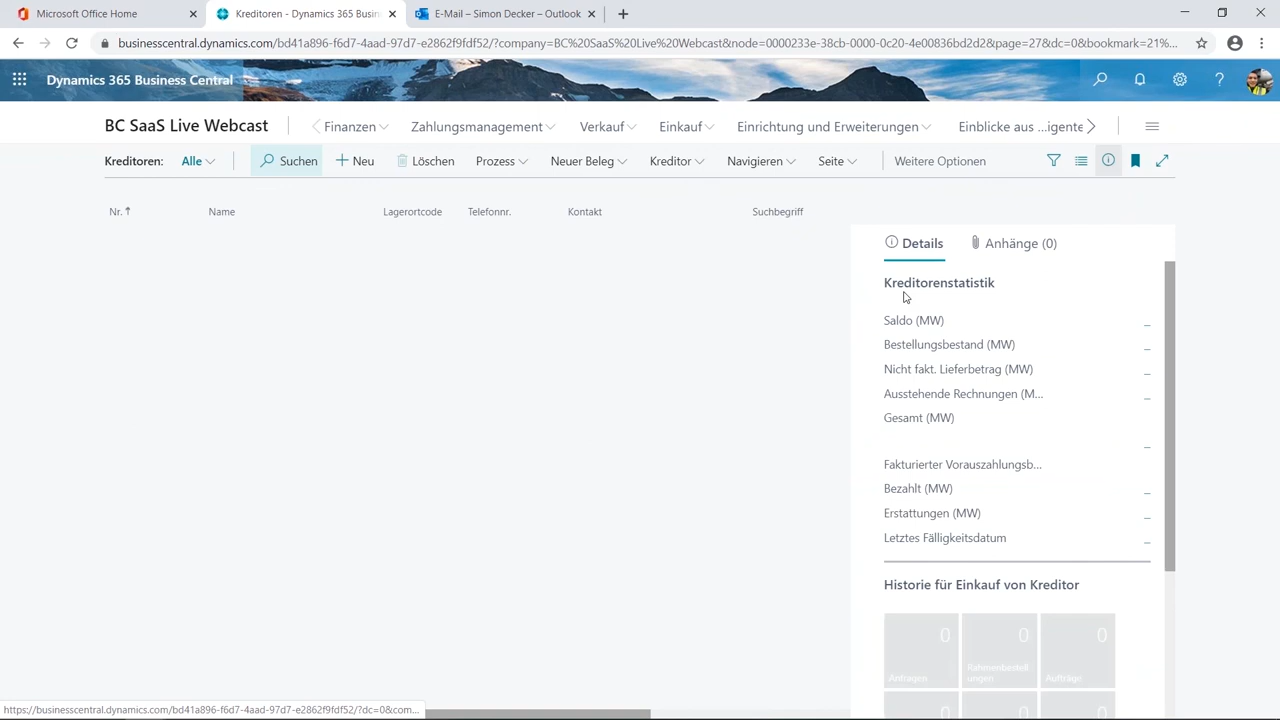 Microsoft Office Home
Kreditoren - Dynamics 365 Busin
E-Mail – Simon Decker – Outlook
businesscentral.dynamics.com/bd41a896-f6d7-4aad-97d7-e2862f9fdf52/?company=BC%20SaaS%20Live%20Webcast&node=0000233e-38cb-0000-0c20-4e00836bd2d2&page=27&dc=0&bookmark=21%...
Dynamics 365 Business Central
BC SaaS Live Webcast
Finanzen
Zahlungsmanagement
Verkauf
Einkauf
Einrichtung und Erweiterungen
Einblicke aus ...igente
Kreditoren:
Alle
Suchen
Neu
Löschen
Prozess
Neuer Beleg
Kreditor
Navigieren
Seite
Weitere Optionen
Nr. ↑
Name
Lagerortcode
Telefonnr.
Kontakt
Suchbegriff
Details
Anhänge (0)
Kreditorenstatistik
Saldo (MW) _
Bestellungsbestand (MW) _
Nicht fakt. Lieferbetrag (MW) _
Ausstehende Rechnungen (M... _
Gesamt (MW)
_
Fakturierter Vorauszahlungsb...
Bezahlt (MW) _
Erstattungen (MW) _
Letztes Fälligkeitsdatum _
Historie für Einkauf von Kreditor
0
Anfragen
0
Rahmenbestell
ungen
0
Aufträge
0
0
0
https://businesscentral.dynamics.com/bd41a896-f6d7-4aad-97d7-e2862f9fdf52/?dc=0&com...